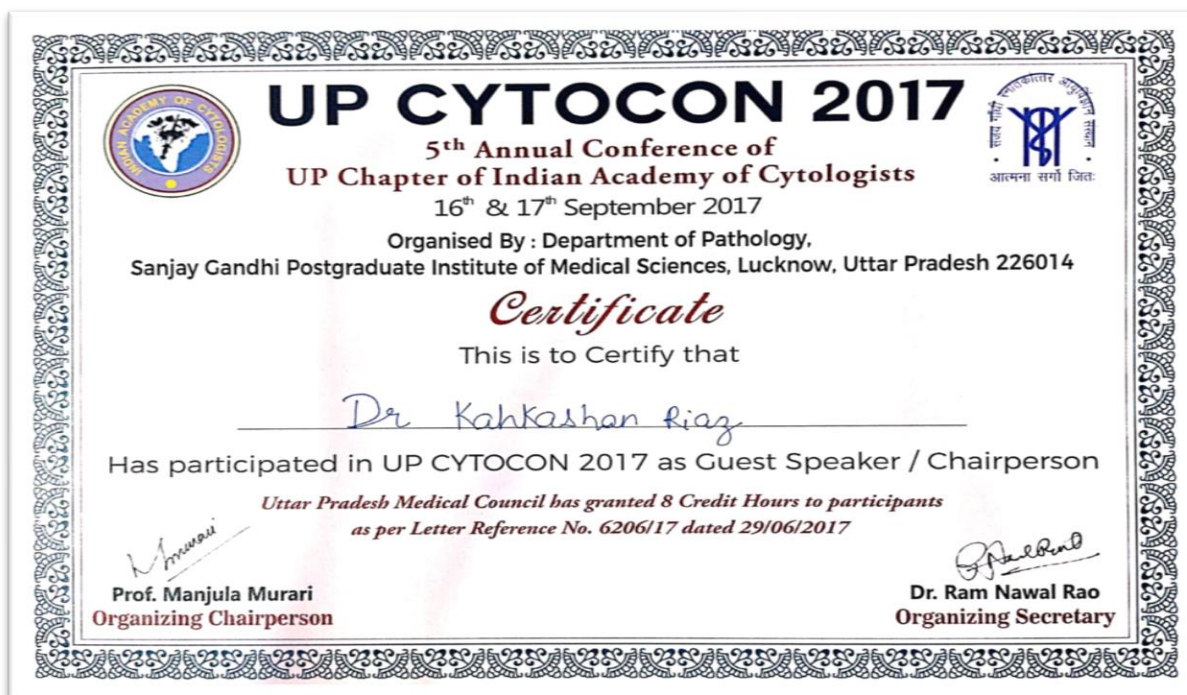 UP CYTOCON 2017
5th Annual Conference of
UP Chapter of Indian Academy of Cytologists
16th & 17th September 2017
Organised By : Department of Pathology,
Sanjay Gandhi Postgraduate Institute of Medical Sciences, Lucknow, Uttar Pradesh 226014
INDIAN ACADEMY OF CYTOLOGISTS
संजय गाँधी स्नातकोत्तर आयुर्विज्ञान संस्थान
आत्मना सर्गो जितः
Certificate
This is to Certify that
Dr Kahkashan Riaz
Has participated in UP CYTOCON 2017 as Guest Speaker / Chairperson
Uttar Pradesh Medical Council has granted 8 Credit Hours to participants
as per Letter Reference No. 6206/17 dated 29/06/2017
Prof. Manjula Murari
Organizing Chairperson
Dr. Ram Nawal Rao
Organizing Secretary